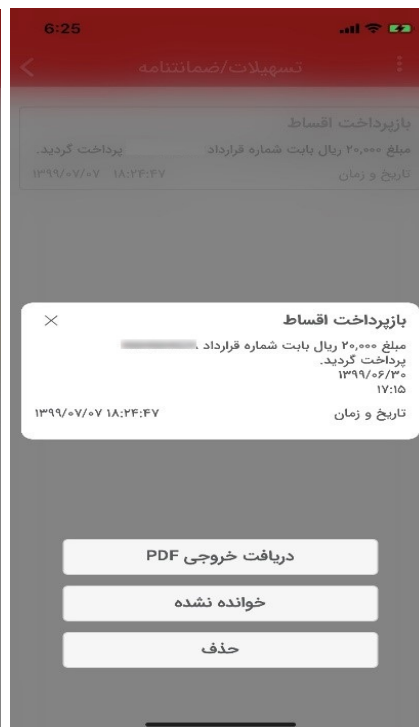 6:25
تسهیلات/ضمانتنامه
بازپرداخت اقساط
مبلغ ۲۰,۰۰۰ ریال بابت شماره قرارداد پرداخت گردید.
تاریخ و زمان ۱۳۹۹/۰۷/۰۷ ۱۸:۲۴:۴۷
بازپرداخت اقساط
مبلغ ۲۰,۰۰۰ ریال بابت شماره قرارداد
پرداخت گردید.
۱۳۹۹/۰۶/۳۰
۱۷:۱۵
تاریخ و زمان ۱۳۹۹/۰۷/۰۷ ۱۸:۲۴:۴۷
دریافت خروجی PDF
خوانده نشده
حذف